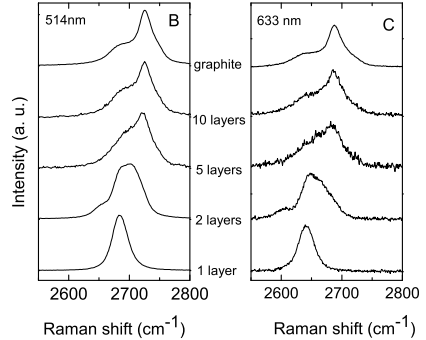 514nm
B
633 nm
C
graphite
10 layers
5 layers
2 layers
1 layer
Intensity (a. u.)
2600 2700 2800
2600 2700 2800
Raman shift (cm⁻¹)
Raman shift (cm⁻¹)